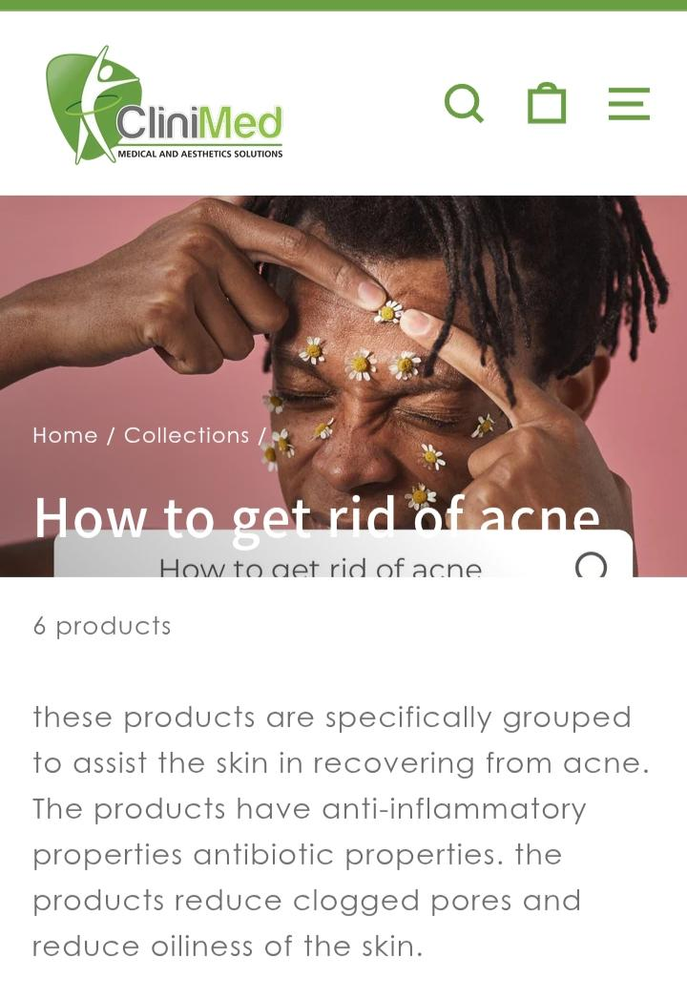 CliniMed
MEDICAL AND AESTHETICS SOLUTIONS
Home / Collections /
How to get rid of acne
How to get rid of acne
6 products
these products are specifically grouped
to assist the skin in recovering from acne.
The products have anti-inflammatory
properties antibiotic properties. the
products reduce clogged pores and
reduce oiliness of the skin.